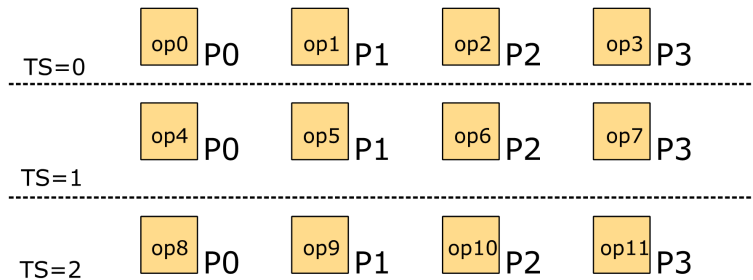 op0 P0 op1 P1 op2 P2 op3 P3
TS=0
op4 P0 op5 P1 op6 P2 op7 P3
TS=1
op8 P0 op9 P1 op10 P2 op11 P3
TS=2